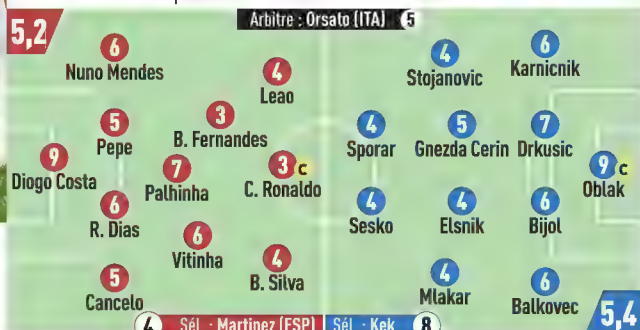 Arbitre : Orsato (ITA) 5
5,2
6
Nuno Mendes
4
Leao
3
B. Fernandes
5
Pepe
9
Diogo Costa
7
Palhinha
3 C
C. Ronaldo
6
R. Dias
6
Vitinha
4
B. Silva
5
Cancelo
4 Sél. : Martinez (ESP)
4
Stojanovic
6
Karnicnik
4
Sporar
5
Gnezda Cerin
7
Drkusic
9 C
Oblak
4
Sesko
4
Elsnik
6
Bijol
4
Mlakar
6
Balkovec
Sél. : Kek 8
5,4